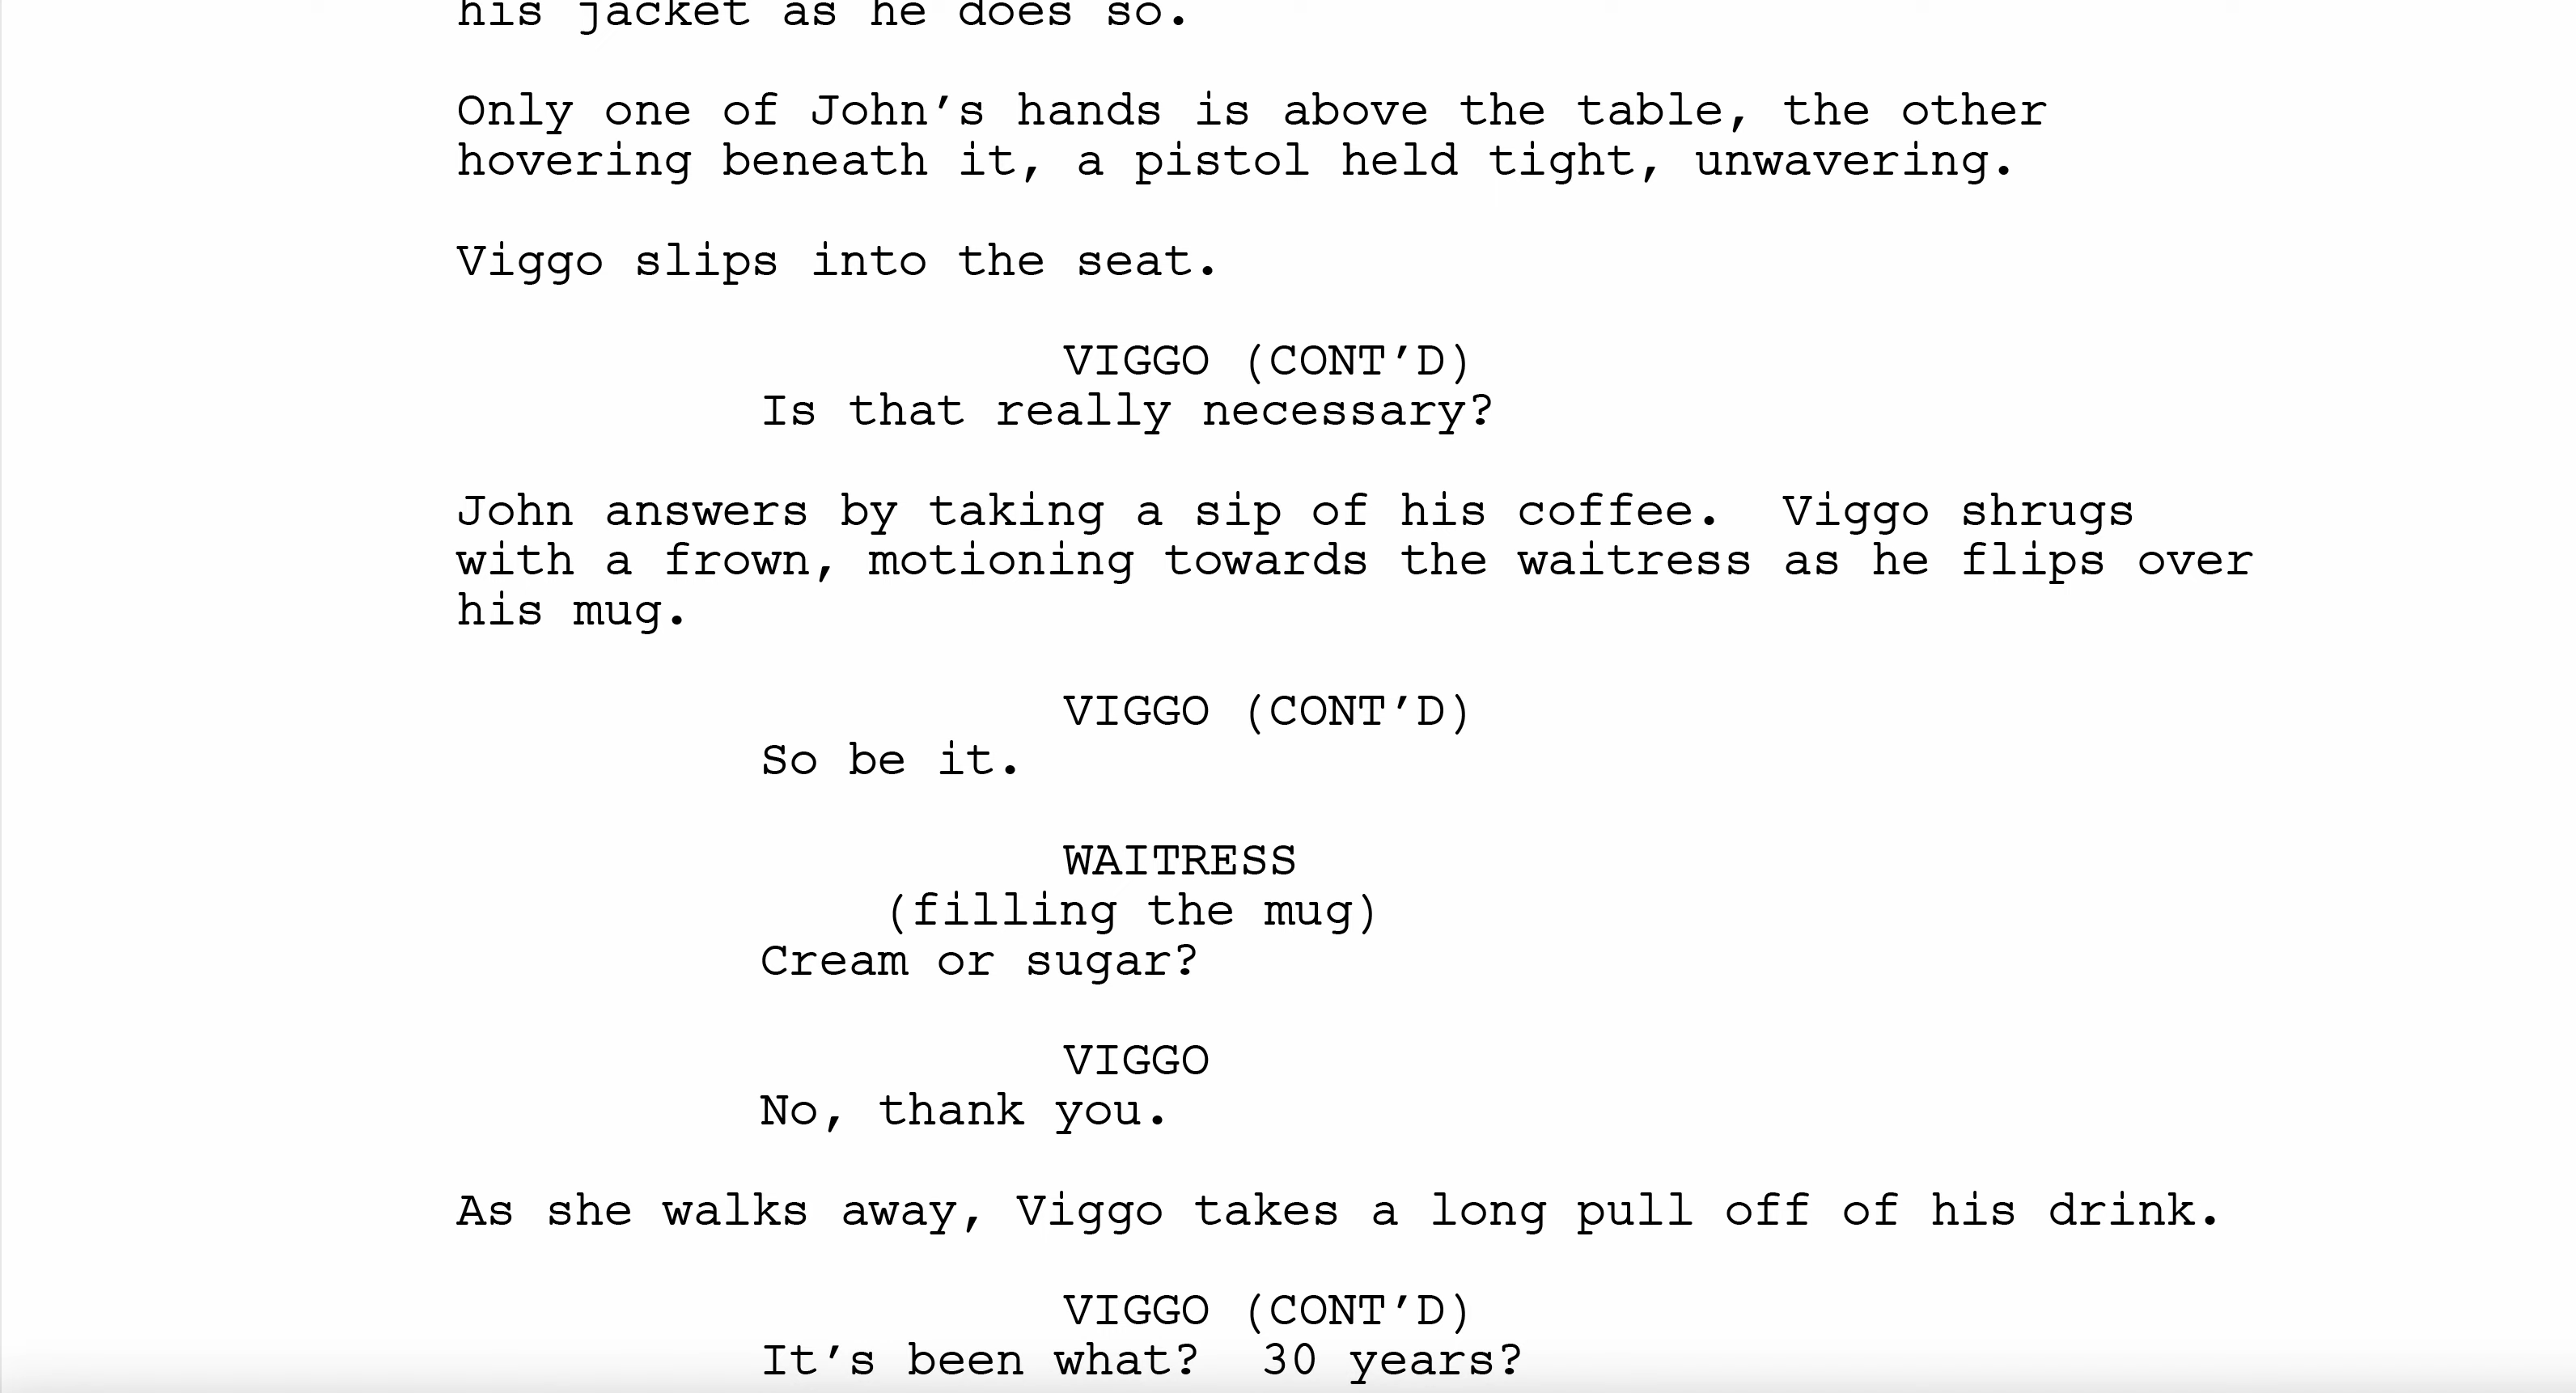 his jacket as he does so.
Only one of John’s hands is above the table, the other
hovering beneath it, a pistol held tight, unwavering.
Viggo slips into the seat.
VIGGO (CONT’D)
Is that really necessary?
John answers by taking a sip of his coffee.  Viggo shrugs
with a frown, motioning towards the waitress as he flips over
his mug.
VIGGO (CONT’D)
So be it.
WAITRESS
(filling the mug)
Cream or sugar?
VIGGO
No, thank you.
As she walks away, Viggo takes a long pull off of his drink.
VIGGO (CONT’D)
It’s been what?  30 years?